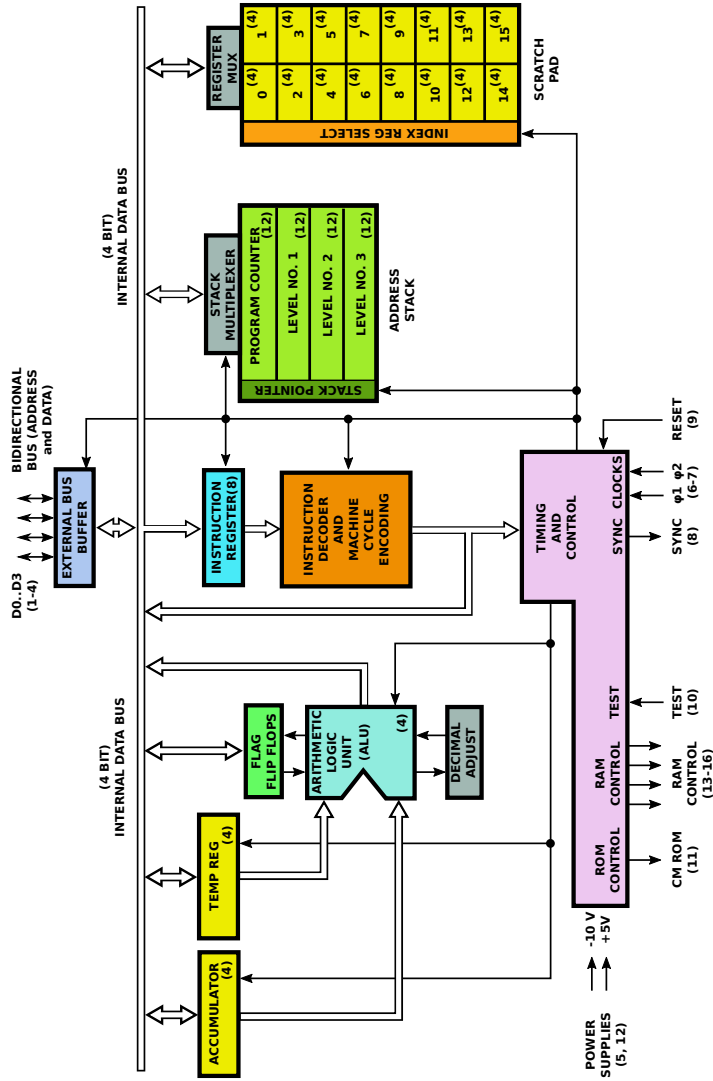 D0..D3
(1-4)
BIDIRECTIONAL
BUS (ADDRESS
and DATA)
EXTERNAL BUS
BUFFER
(4 BIT)
INTERNAL DATA BUS
(4 BIT)
INTERNAL DATA BUS
ACCUMULATOR
(4)
TEMP REG
(4)
FLAG
FLIP FLOPS
ARITHMETIC
LOGIC
UNIT
(ALU)
(4)
DECIMAL
ADJUST
INSTRUCTION
REGISTER(8)
INSTRUCTION
DECODER
AND
MACHINE
CYCLE
ENCODING
STACK
MULTIPLEXER
PROGRAM COUNTER
(12)
LEVEL NO. 1
(12)
LEVEL NO. 2
(12)
LEVEL NO. 3
(12)
STACK POINTER
ADDRESS
STACK
REGISTER
MUX
0 (4) 1 (4)
2 (4) 3 (4)
4 (4) 5 (4)
6 (4) 7 (4)
8 (4) 9 (4)
10 (4) 11 (4)
12 (4) 13 (4)
14 (4) 15 (4)
INDEX REG SELECT
SCRATCH
PAD
TIMING
AND
CONTROL
ROM
CONTROL
RAM
CONTROL
TEST
SYNC
CLOCKS
POWER
SUPPLIES
(5, 12)
-10 V
+5V
CM ROM
(11)
RAM
CONTROL
(13-16)
TEST
(10)
SYNC
(8)
φ1 φ2
(6-7)
RESET
(9)